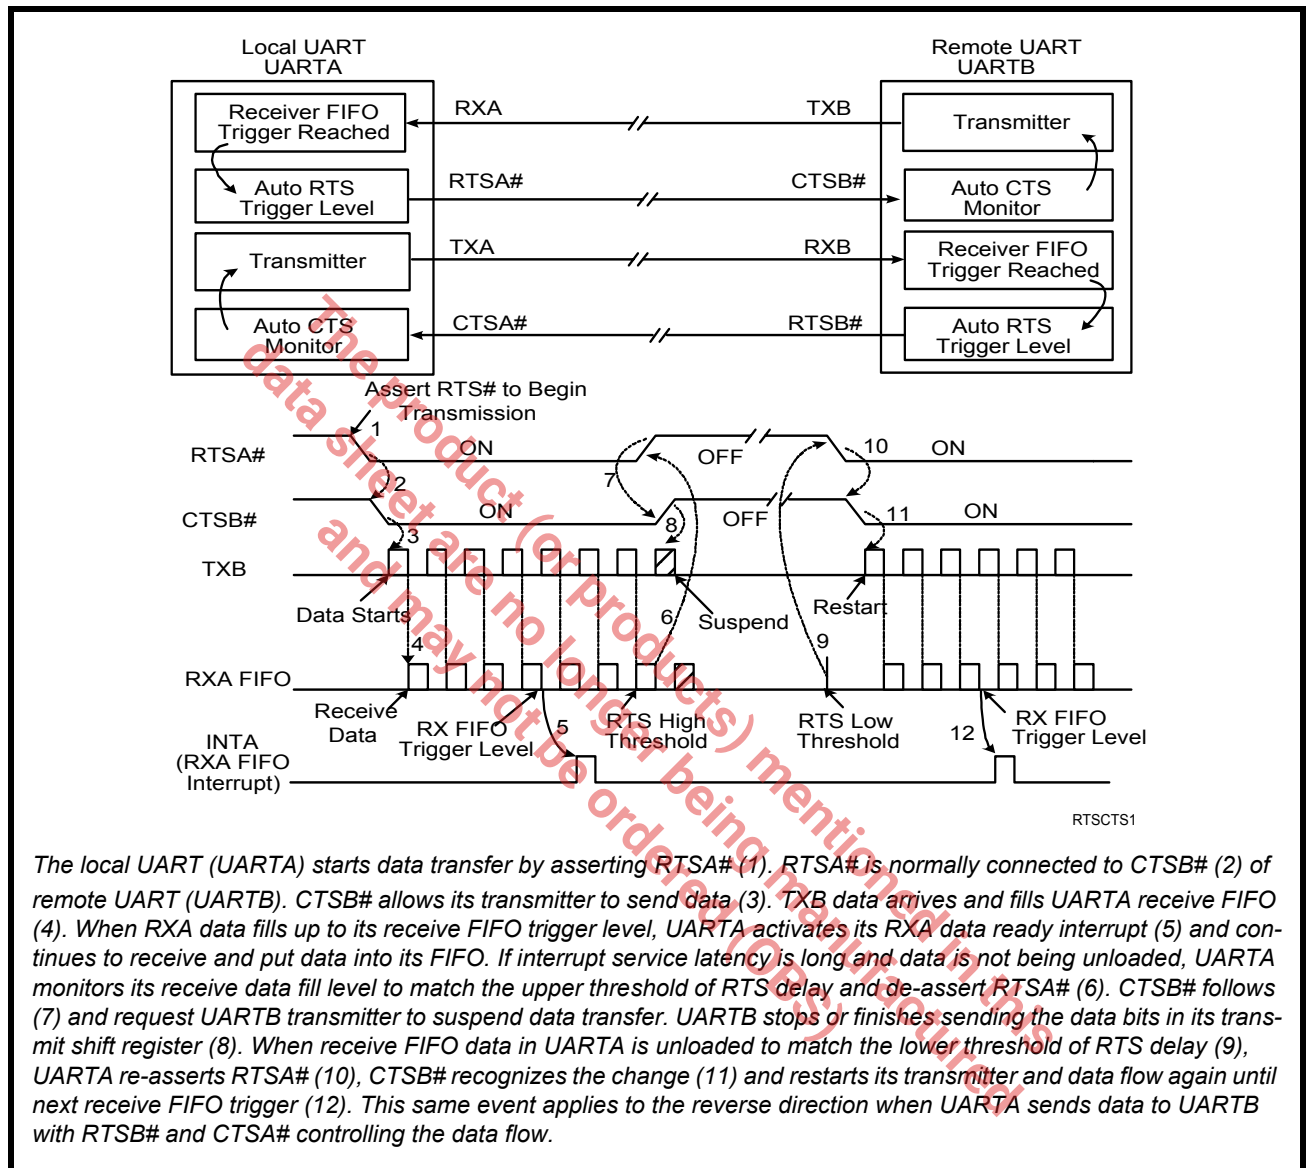 Local UART
UARTA
Remote UART
UARTB
Receiver FIFO
Trigger Reached
RXA
TXB
Transmitter
Auto RTS
Trigger Level
RTSA#
CTSB#
Auto CTS
Monitor
Transmitter
TXA
RXB
Receiver FIFO
Trigger Reached
Auto CTS
Monitor
CTSA#
RTSB#
Auto RTS
Trigger Level
Assert RTS# to Begin
Transmission
RTSA#
1
ON
7
OFF
10
ON
2
CTSB#
ON
8
OFF
11
ON
3
TXB
Data Starts
6
Suspend
Restart
4
9
RXA FIFO
Receive
Data
RX FIFO
Trigger Level
5
RTS High
Threshold
RTS Low
Threshold
12
RX FIFO
Trigger Level
INTA
(RXA FIFO
Interrupt)
RTSCTS1
The product (or products) mentioned in this
data sheet are no longer being manufactured
and may not be ordered (OBS)
The local UART (UARTA) starts data transfer by asserting RTSA# (1). RTSA# is normally connected to CTSB# (2) of
remote UART (UARTB). CTSB# allows its transmitter to send data (3). TXB data arrives and fills UARTA receive FIFO
(4). When RXA data fills up to its receive FIFO trigger level, UARTA activates its RXA data ready interrupt (5) and con-
tinues to receive and put data into its FIFO. If interrupt service latency is long and data is not being unloaded, UARTA
monitors its receive data fill level to match the upper threshold of RTS delay and de-assert RTSA# (6). CTSB# follows
(7) and request UARTB transmitter to suspend data transfer. UARTB stops or finishes sending the data bits in its trans-
mit shift register (8). When receive FIFO data in UARTA is unloaded to match the lower threshold of RTS delay (9),
UARTA re-asserts RTSA# (10), CTSB# recognizes the change (11) and restarts its transmitter and data flow again until
next receive FIFO trigger (12). This same event applies to the reverse direction when UARTA sends data to UARTB
with RTSB# and CTSA# controlling the data flow.